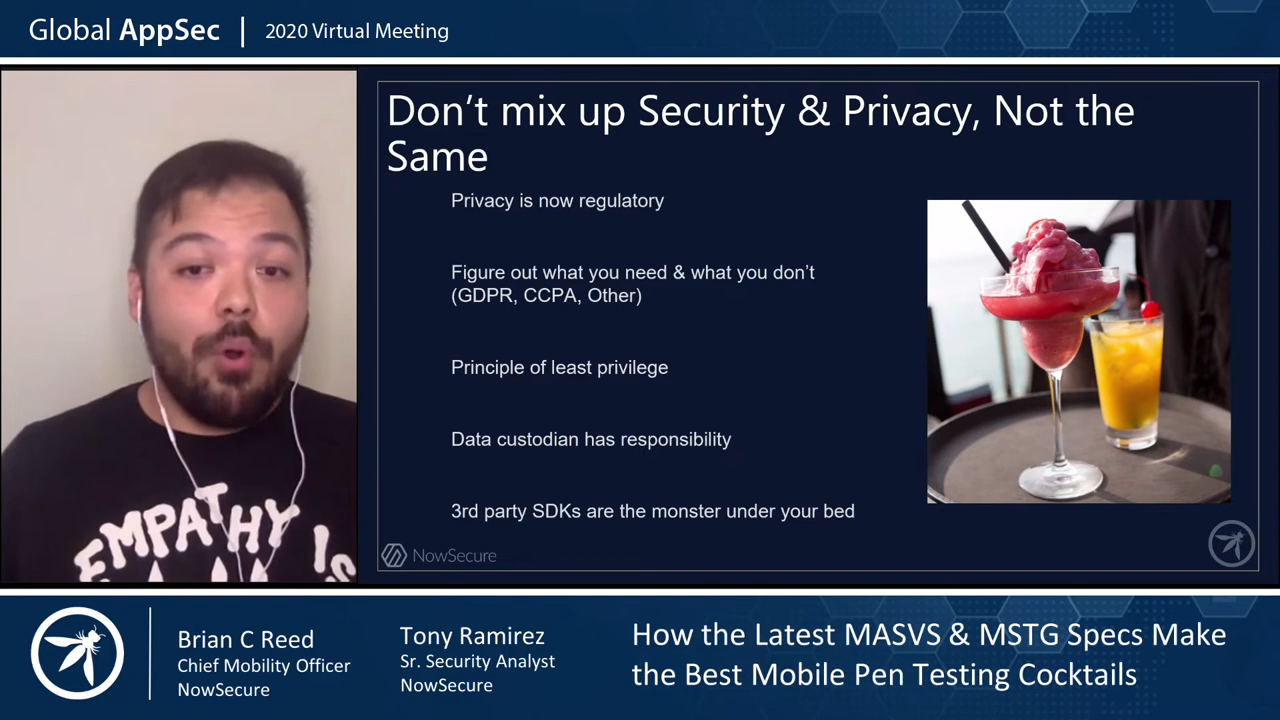 Global AppSec | 2020 Virtual Meeting
Don't mix up Security & Privacy, Not the
Same
Privacy is now regulatory
Figure out what you need & what you don't
(GDPR, CCPA, Other)
Principle of least privilege
Data custodian has responsibility
3rd party SDKs are the monster under your bed
NowSecure
EMPATHY IS
Brian C Reed
Chief Mobility Officer
NowSecure
Tony Ramirez
Sr. Security Analyst
NowSecure
How the Latest MASVS & MSTG Specs Make
the Best Mobile Pen Testing Cocktails